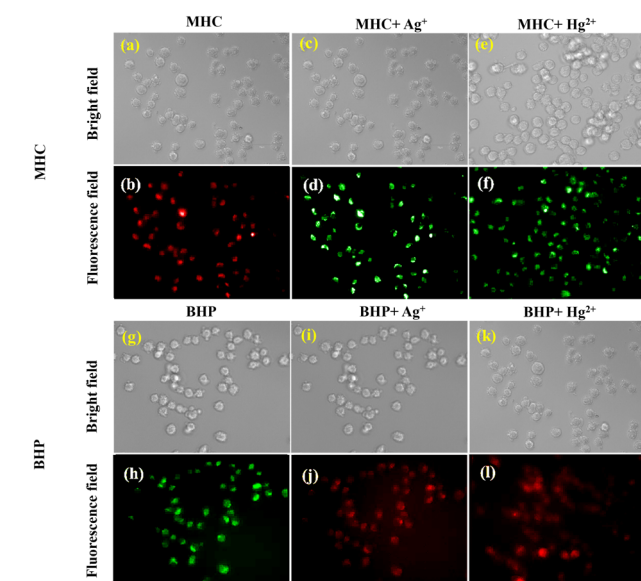 MHC MHC+ Ag⁺ MHC+ Hg²⁺
MHC
Bright field
(a) (c) (e)
Fluorescence field
(b) (d) (f)
BHP BHP+ Ag⁺ BHP+ Hg²⁺
BHP
Bright field
(g) (i) (k)
Fluorescence field
(h) (j) (l)